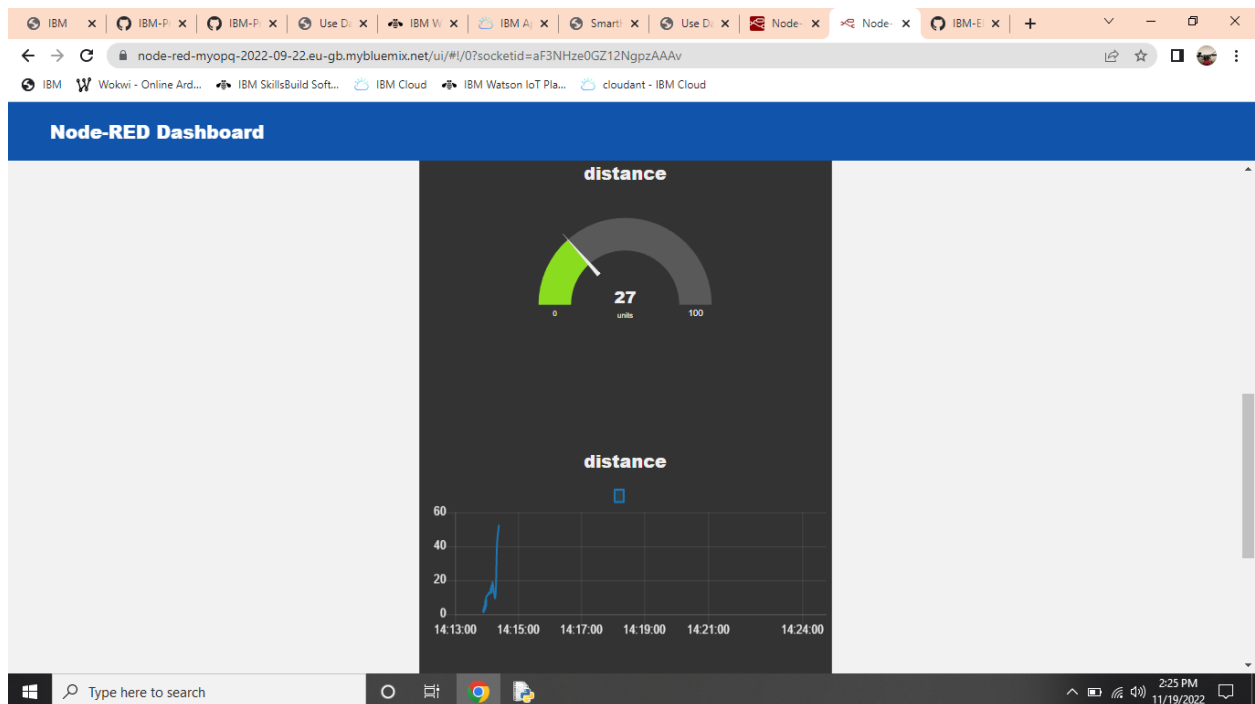 IBM
IBM-P
IBM-P
Use Da
IBM W
IBM Ap
Smart
Use Da
Node-
Node-
IBM-E
node-red-myopq-2022-09-22.eu-gb.mybluemix.net/ui/#!/0?socketid=aF3NHze0GZ12NgpzAAAv
IBM Wokwi - Online Ard... IBM SkillsBuild Soft... IBM Cloud IBM Watson IoT Pla... cloudant - IBM Cloud
Node-RED Dashboard
distance
27
0 units 100
distance
60
40
20
0
14:13:00 14:15:00 14:17:00 14:19:00 14:21:00 14:24:00
Type here to search
2:25 PM
11/19/2022